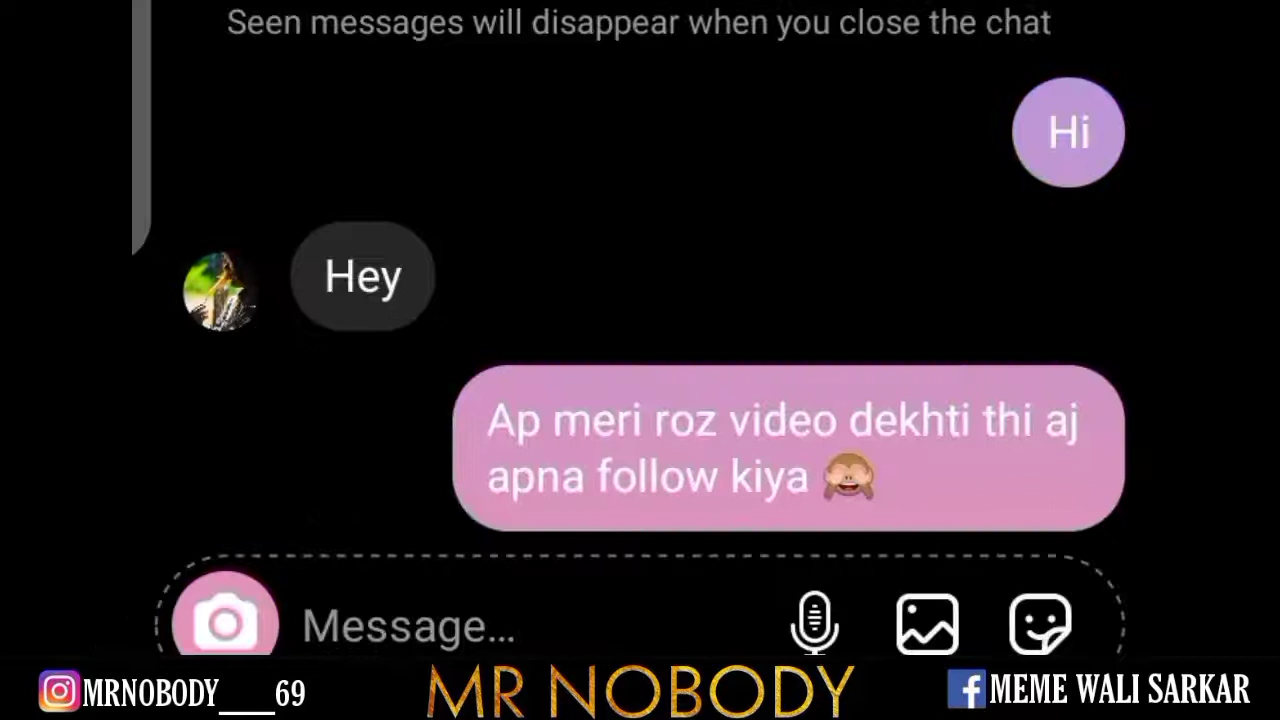 Seen messages will disappear when you close the chat
Hi
Hey
Ap meri roz video dekhti thi aj
apna follow kiya 🙈
Message...
MRNOBODY____69
MR NOBODY
MEME WALI SARKAR